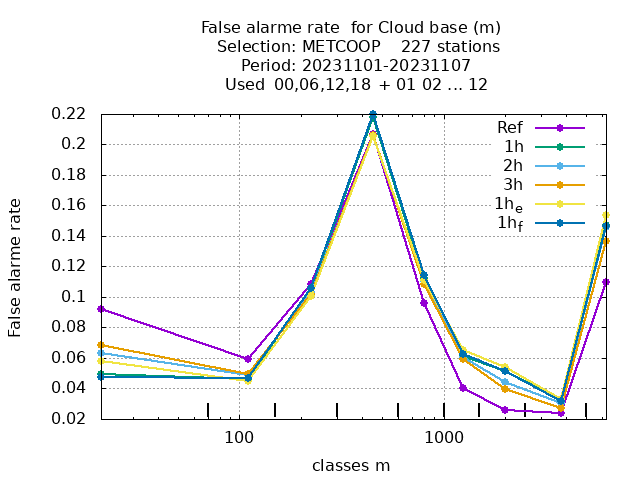 False alarme rate  for Cloud base (m)
Selection: METCOOP    227 stations
Period: 20231101-20231107
Used  00,06,12,18  + 01 02 ... 12
Ref
1h
2h
3h
1h_e
1h_f
0.22
0.2
0.18
0.16
0.14
0.12
0.1
0.08
0.06
0.04
0.02
False alarme rate
100
1000
classes m